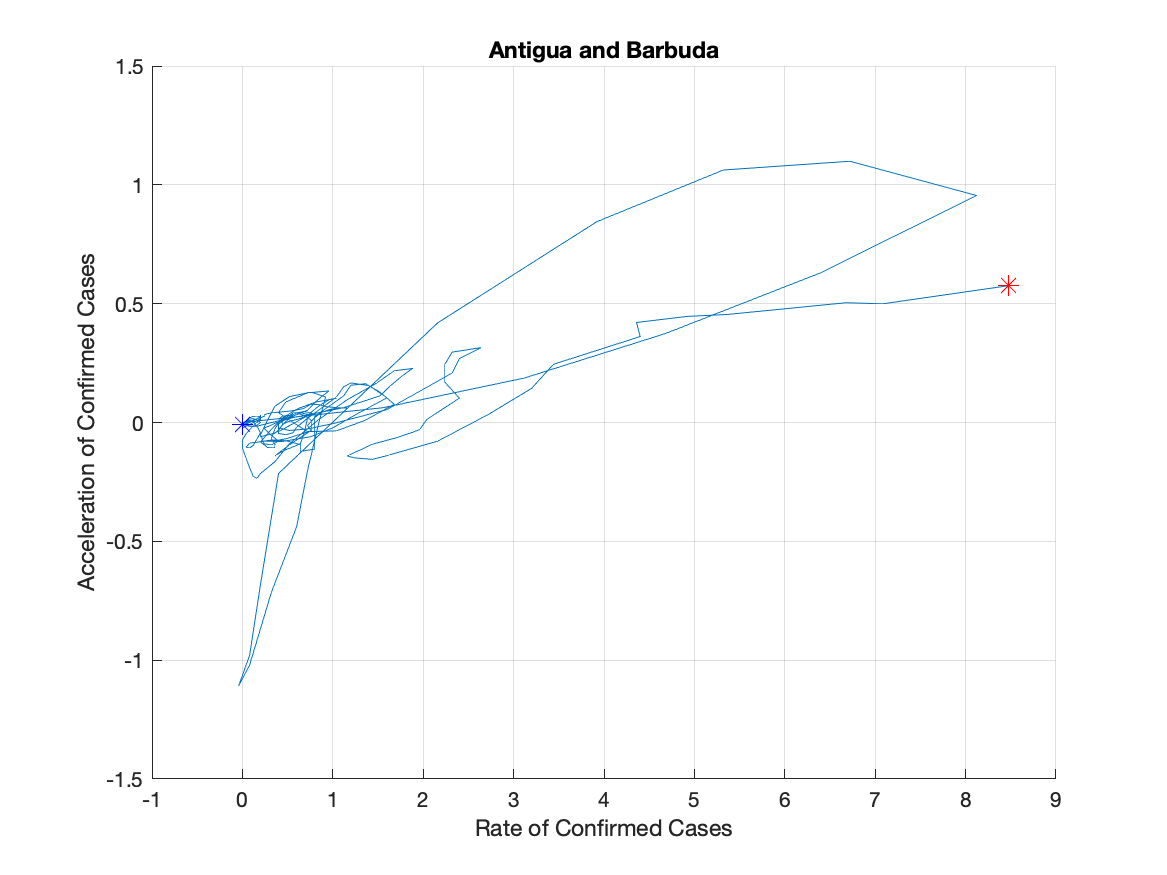 Antigua and Barbuda
1.5
1
0.5
0
-0.5
-1
-1.5
Acceleration of Confirmed Cases
-1 0 1 2 3 4 5 6 7 8 9
Rate of Confirmed Cases